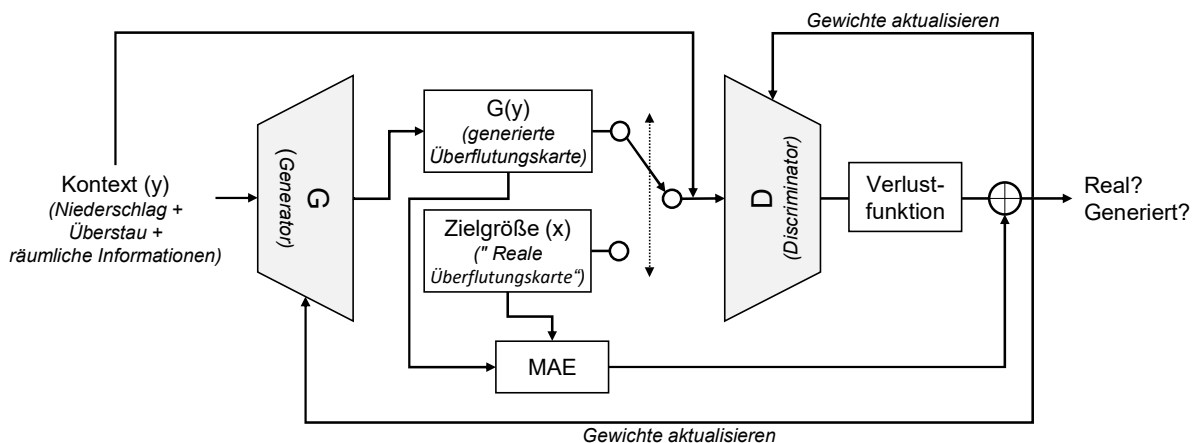 Gewichte aktualisieren
Kontext (y)
(Niederschlag +
Überstau +
räumliche Informationen)
G
(Generator)
G(y)
(generierte
Überflutungskarte)
Zielgröße (x)
(" Reale
Überflutungskarte“)
MAE
D
(Discriminator)
Verlust-
funktion
Real?
Generiert?
Gewichte aktualisieren